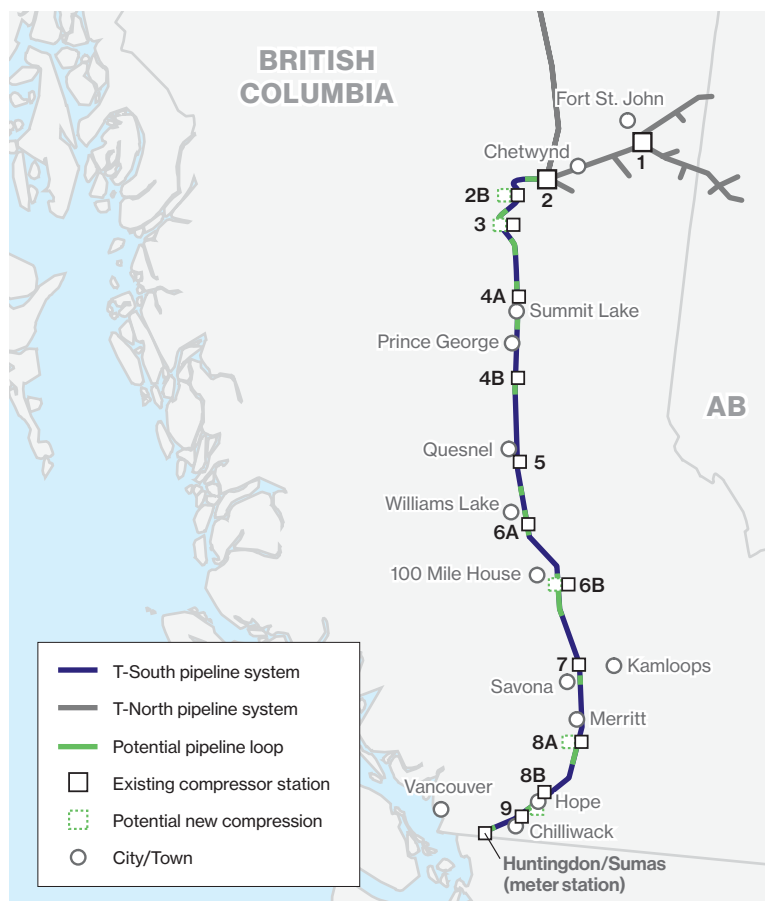 BRITISH
COLUMBIA
Fort St. John
Chetwynd
1
2
2B
3
4A
Summit Lake
Prince George
4B
AB
Quesnel
5
Williams Lake
6A
100 Mile House
6B
7
Kamloops
Savona
Merritt
8A
8B
Vancouver
Hope
9
Chilliwack
Huntingdon/Sumas
(meter station)
T-South pipeline system
T-North pipeline system
Potential pipeline loop
Existing compressor station
Potential new compression
City/Town